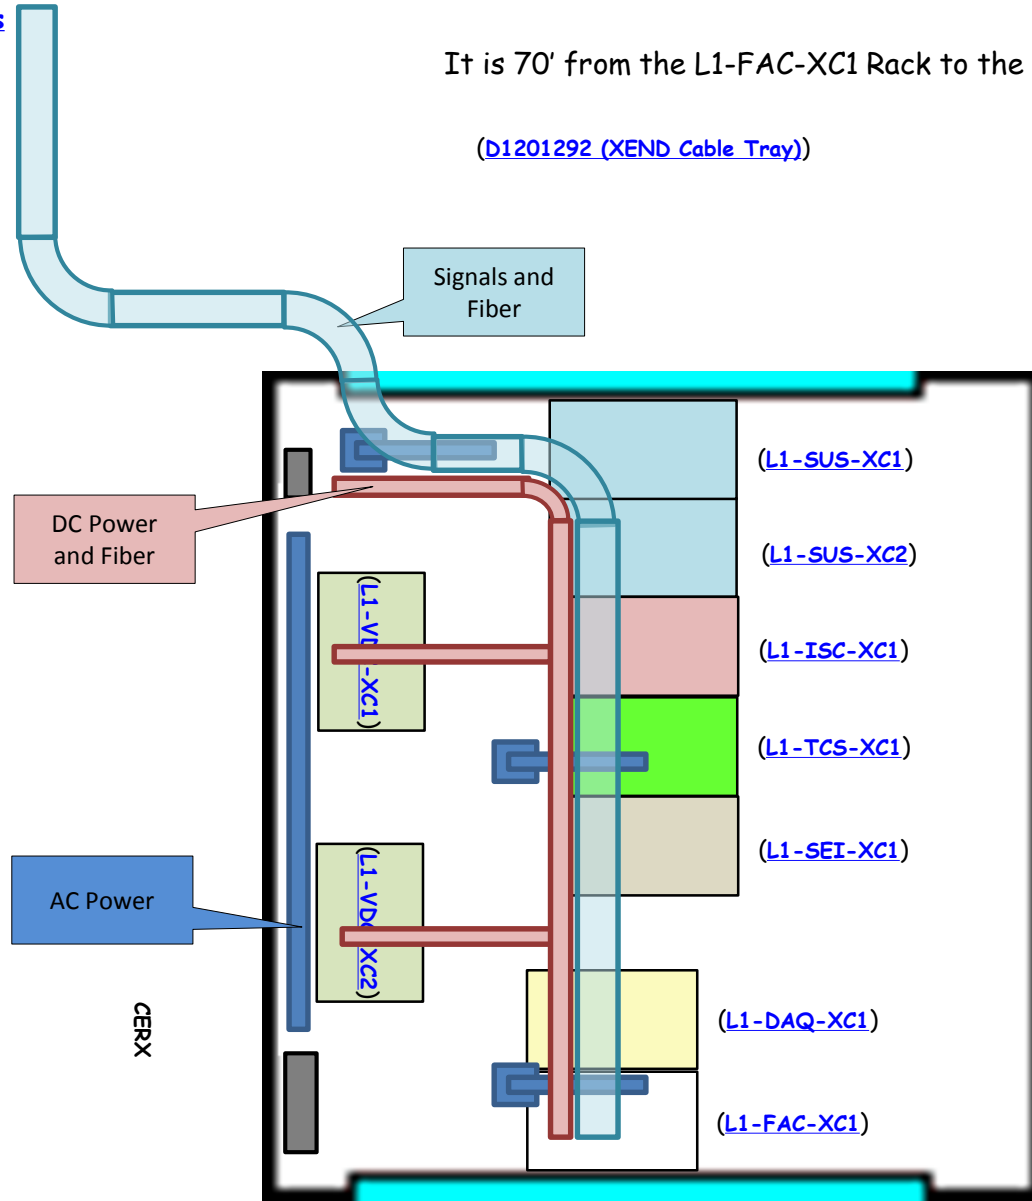 s
It is 70' from the L1-FAC-XC1 Rack to the
(D1201292 (XEND Cable Tray))
Signals and
Fiber
(L1-SUS-XC1)
DC Power
and Fiber
(L1-SUS-XC2)
(L1-ISC-XC1)
(L1-TCS-XC1)
(L1-SEI-XC1)
AC Power
CERX
(L1-DAQ-XC1)
(L1-FAC-XC1)